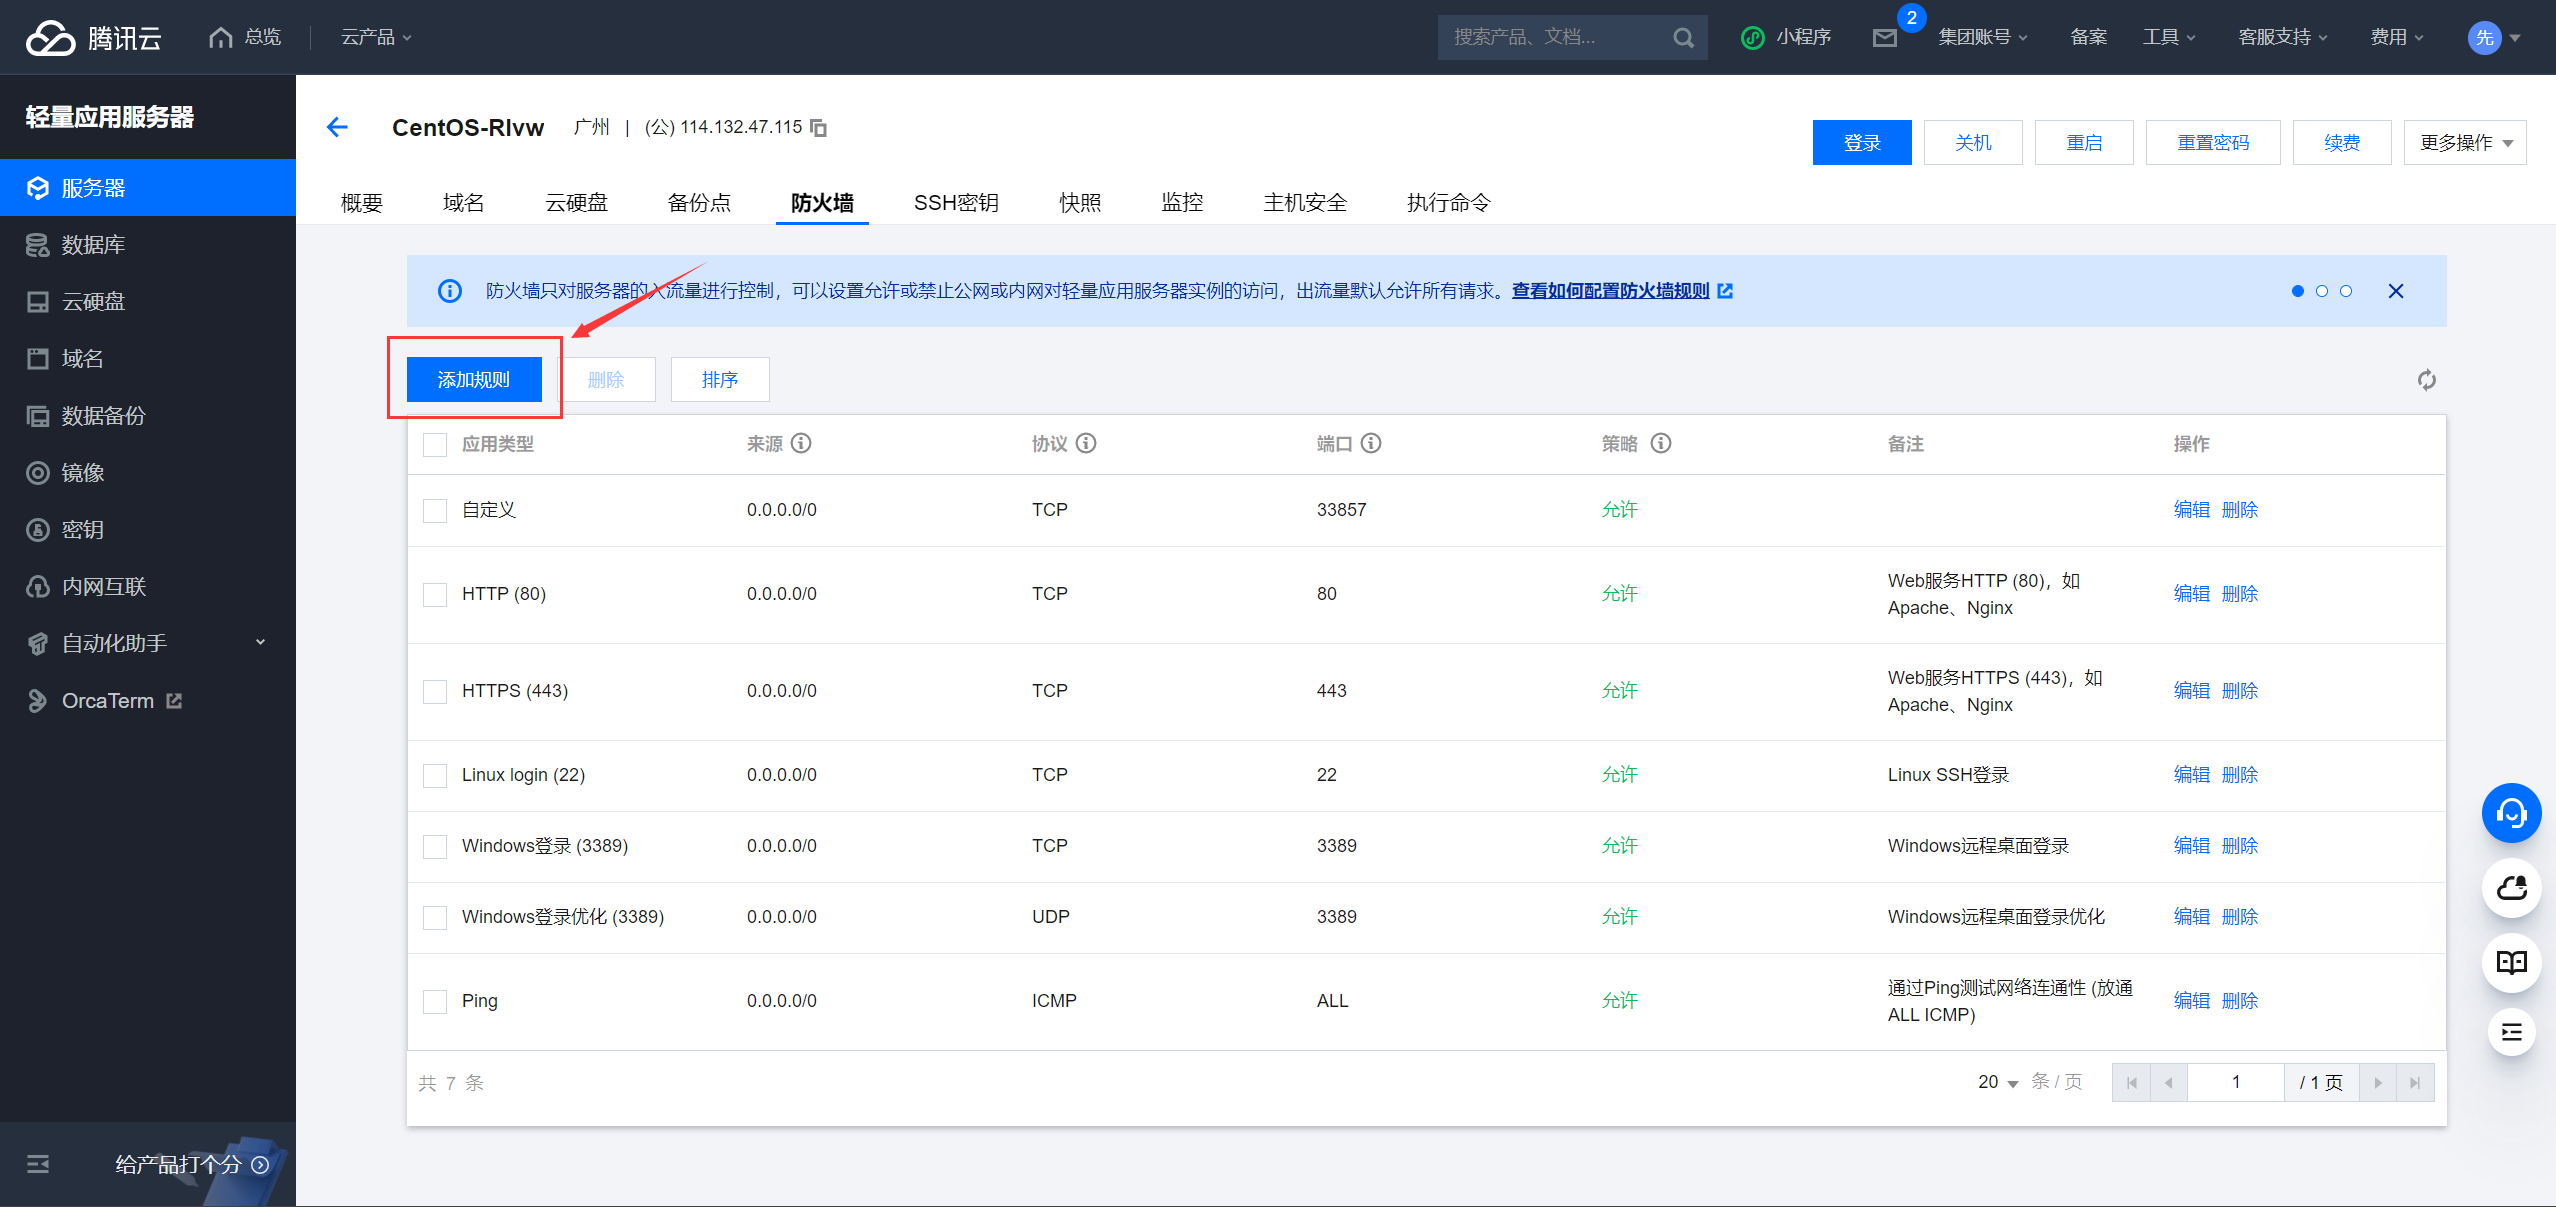 腾讯云
总览
云产品
搜索产品、文档...
小程序
2
集团账号
备案
工具
客服支持
费用
先
轻量应用服务器
服务器
数据库
云硬盘
域名
数据备份
镜像
密钥
内网互联
自动化助手
OrcaTerm
给产品打个分
CentOS-RIvw
广州 | (公) 114.132.47.115
登录 关机 重启 重置密码 续费 更多操作
概要 域名 云硬盘 备份点 防火墙 SSH密钥 快照 监控 主机安全 执行命令
防火墙只对服务器的入流量进行控制，可以设置允许或禁止公网或内网对轻量应用服务器实例的访问，出流量默认允许所有请求。查看如何配置防火墙规则
添加规则 删除 排序
应用类型 来源 协议 端口 策略 备注 操作
自定义 0.0.0.0/0 TCP 33857 允许 编辑 删除
HTTP (80) 0.0.0.0/0 TCP 80 允许 Web服务HTTP (80)，如
Apache、Nginx
编辑 删除
HTTPS (443) 0.0.0.0/0 TCP 443 允许 Web服务HTTPS (443)，如
Apache、Nginx
编辑 删除
Linux login (22) 0.0.0.0/0 TCP 22 允许 Linux SSH登录 编辑 删除
Windows登录 (3389) 0.0.0.0/0 TCP 3389 允许 Windows远程桌面登录 编辑 删除
Windows登录优化 (3389) 0.0.0.0/0 UDP 3389 允许 Windows远程桌面登录优化 编辑 删除
Ping 0.0.0.0/0 ICMP ALL 允许 通过Ping测试网络连通性 (放通
ALL ICMP)
编辑 删除
共 7 条
20 条 / 页
1 / 1 页